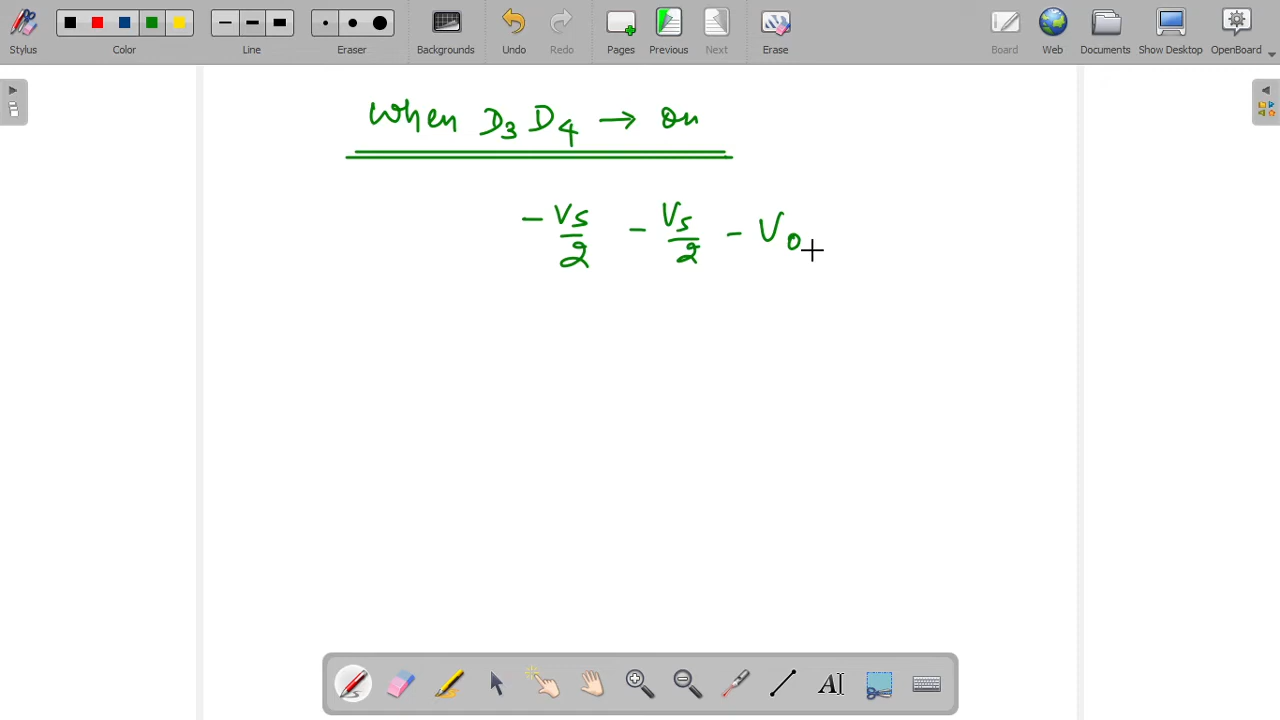 Stylus Color Line Eraser Backgrounds Undo Redo Pages Previous Next Erase Board Web Documents Show Desktop OpenBoard
When D₃ D₄ → on
- Vs/2 - Vs/2 - Vo
AI